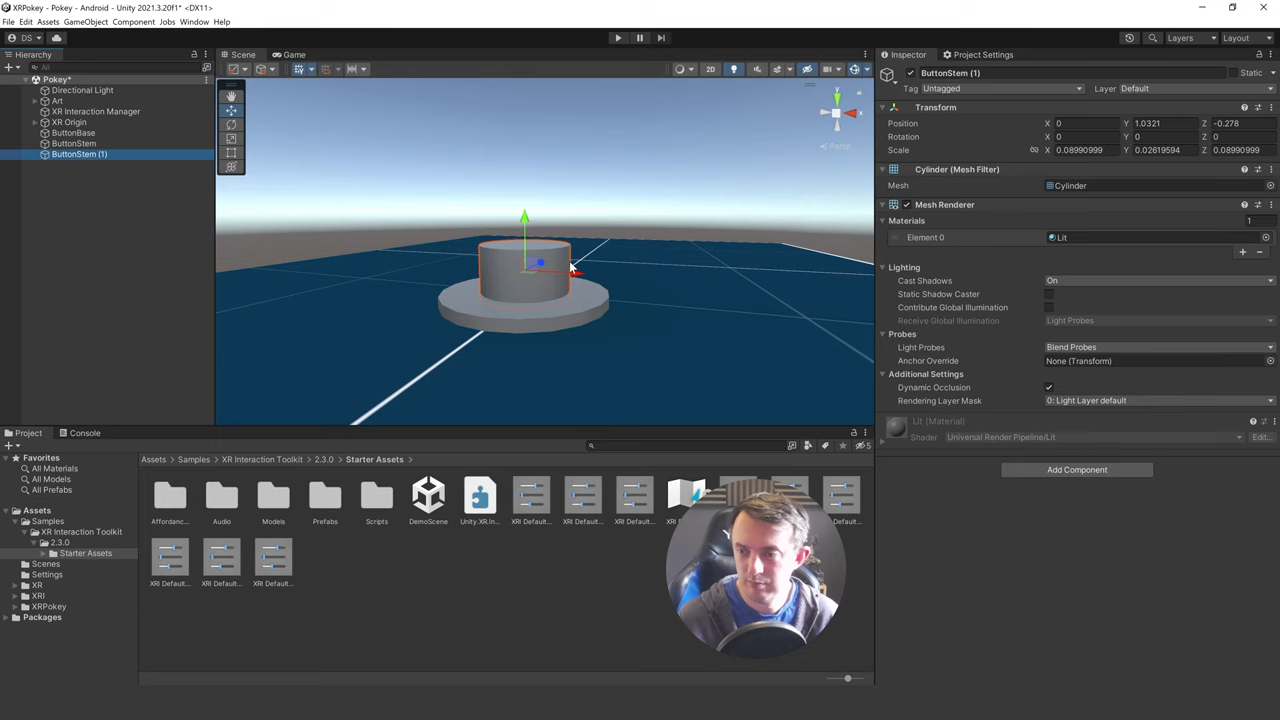 XRPokey - Pokey - Android - Unity 2021.3.20f1* <DX11>
File Edit Assets GameObject Component Jobs Window Help
DS
Layers Layout
Hierarchy
All
Pokey*
Directional Light
Art
XR Interaction Manager
XR Origin
ButtonBase
ButtonStem
ButtonStem (1)
Scene Game
2D
y
x
Persp
Inspector Project Settings
ButtonStem (1) Static
Tag Untagged Layer Default
Transform
Position X 0 Y 1.0321 Z -0.278
Rotation X 0 Y 0 Z 0
Scale X 0.08990999 Y 0.02619594 Z 0.08990999
Cylinder (Mesh Filter)
Mesh Cylinder
Mesh Renderer
Materials 1
Element 0 Lit
Lighting
Cast Shadows On
Static Shadow Caster
Contribute Global Illumination
Receive Global Illumination Light Probes
Probes
Light Probes Blend Probes
Anchor Override None (Transform)
Additional Settings
Dynamic Occlusion
Rendering Layer Mask 0: Light Layer default
Lit (Material)
Shader Universal Render Pipeline/Lit Edit...
Add Component
Project Console
5
Favorites
All Materials
All Models
All Prefabs
Assets
Samples
XR Interaction Toolkit
2.3.0
Starter Assets
Scenes
Settings
XR
XRI
XRPokey
Packages
Assets > Samples > XR Interaction Toolkit > 2.3.0 > Starter Assets >
Affordanc... Audio Models Prefabs Scripts DemoScene Unity.XR.In... XRI Default... XRI Default... XRI Default... XRI D
XRI Default... XRI Default... XRI Default...